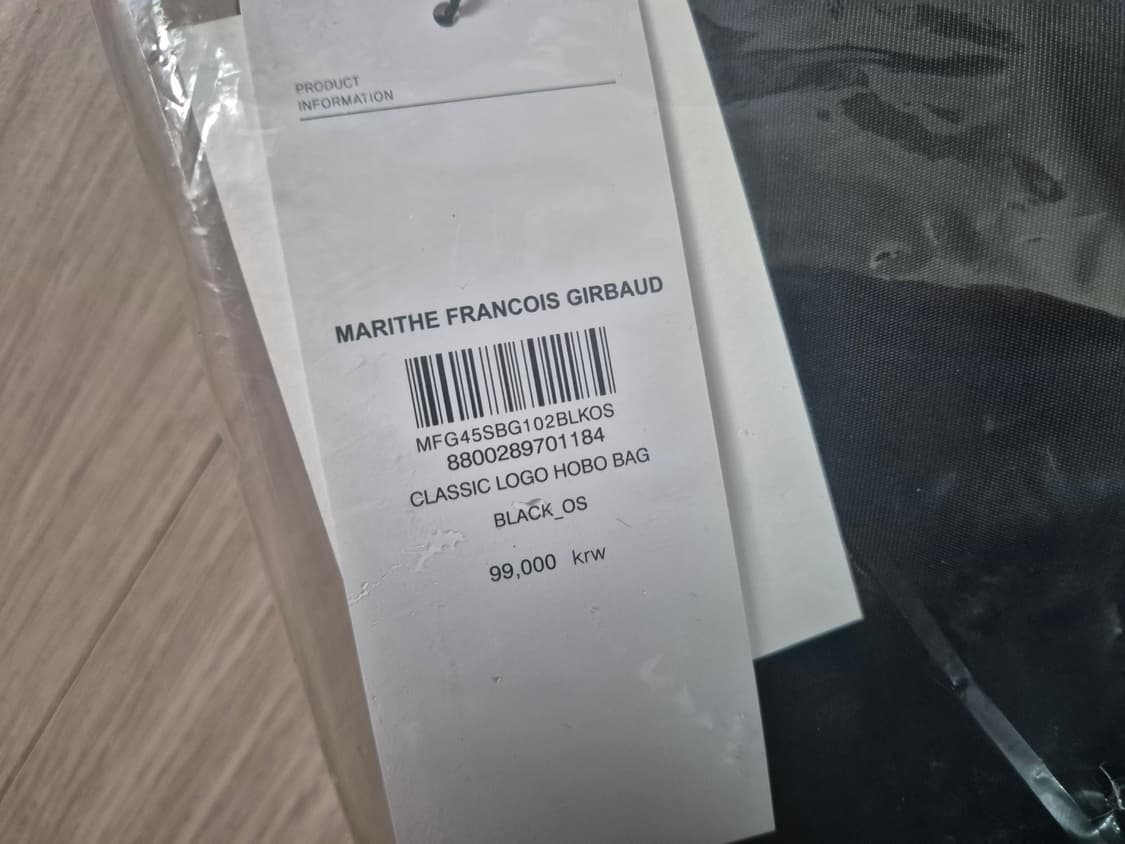 PRODUCT
INFORMATION
MARITHE FRANCOIS GIRBAUD
MFG45SBG102BLKOS
8800289701184
CLASSIC LOGO HOBO BAG
BLACK_OS
99,000 krw